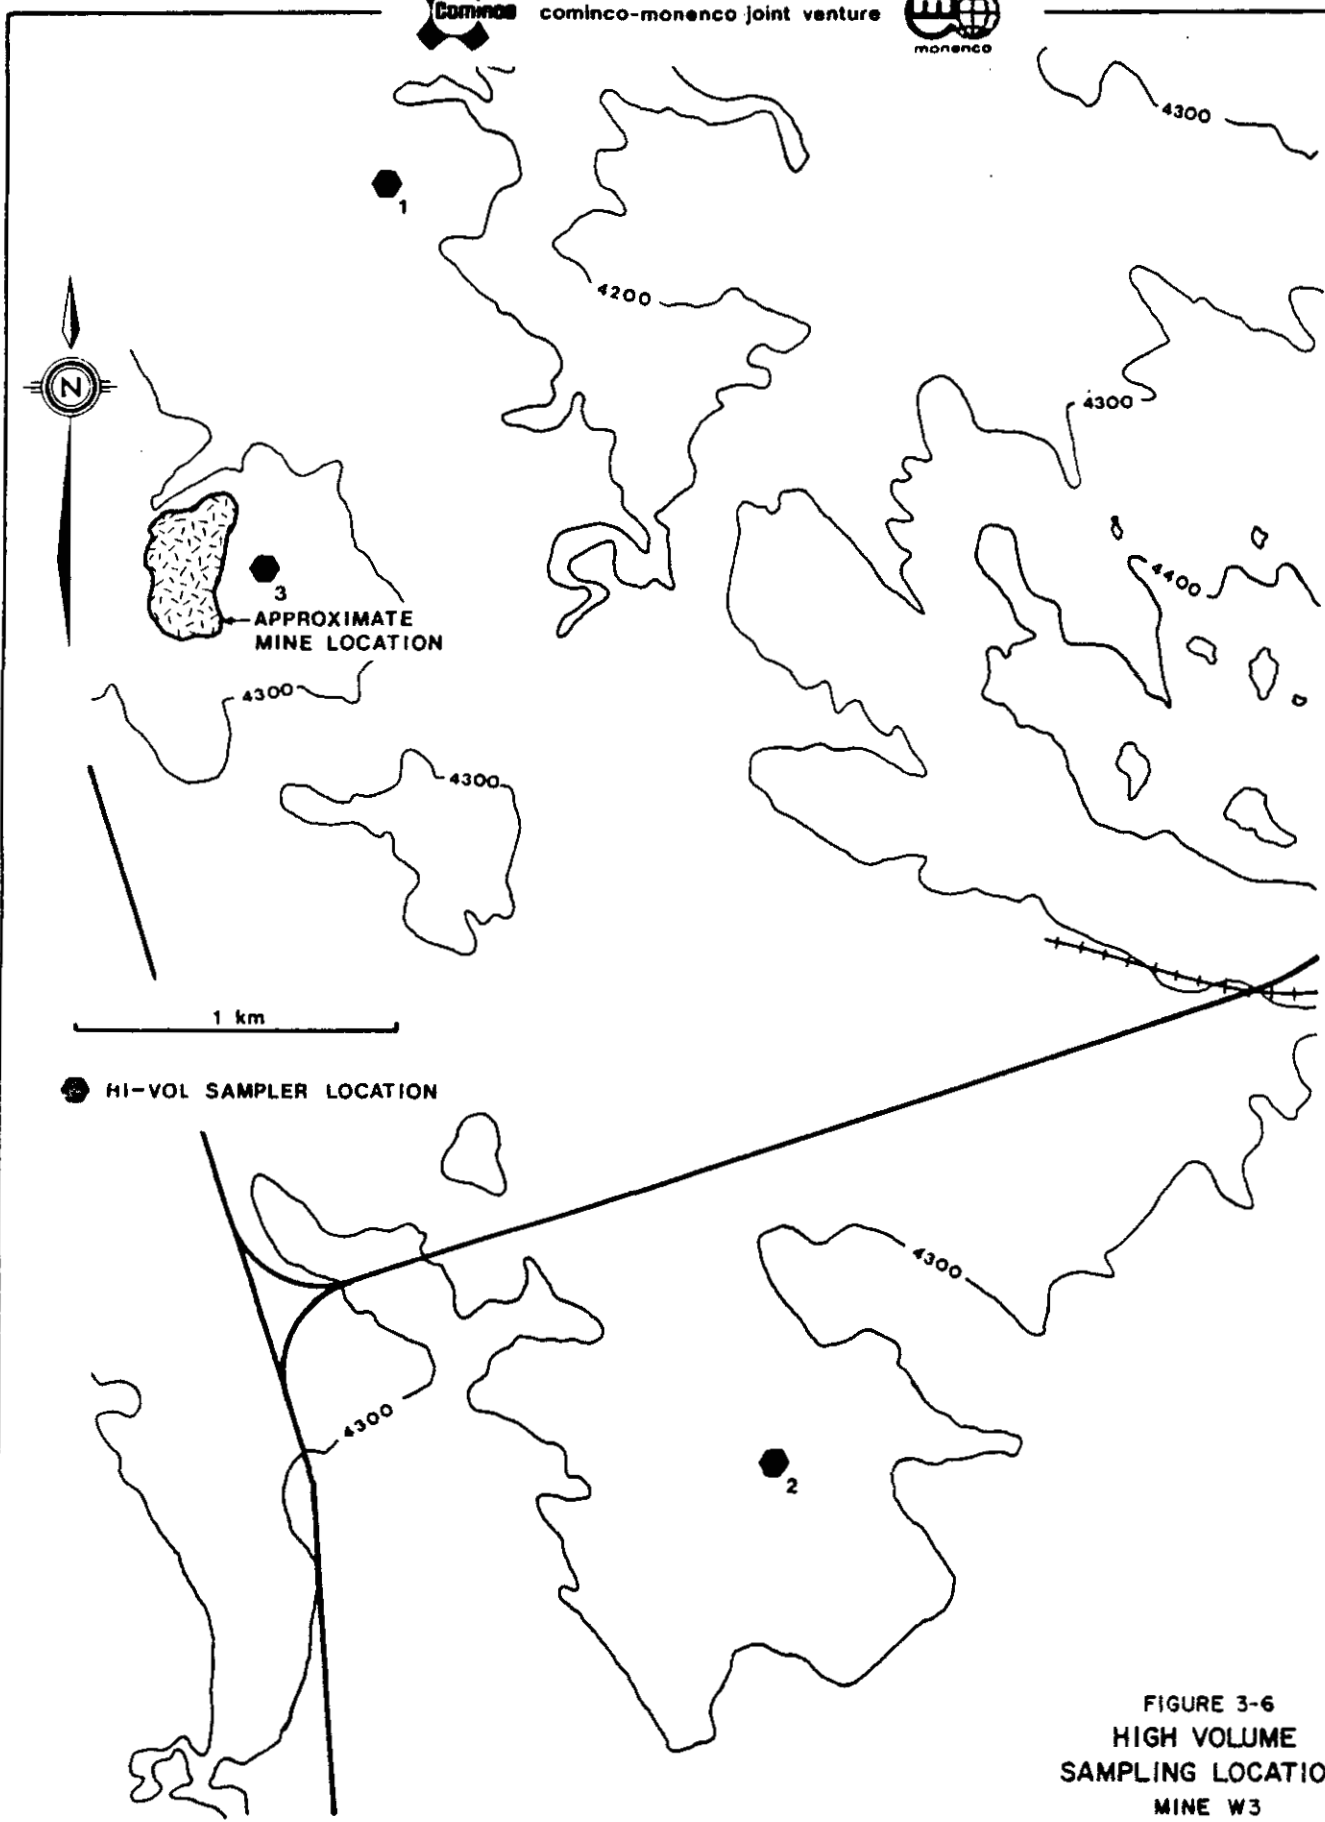 Cominco cominco-monenco joint venture
monenco
4300
1
4200
N
4300
3
4400
APPROXIMATE
MINE LOCATION
4300
4300
1 km
HI-VOL SAMPLER LOCATION
4300
4300
2
FIGURE 3-6
HIGH VOLUME
SAMPLING LOCATIO
MINE W3